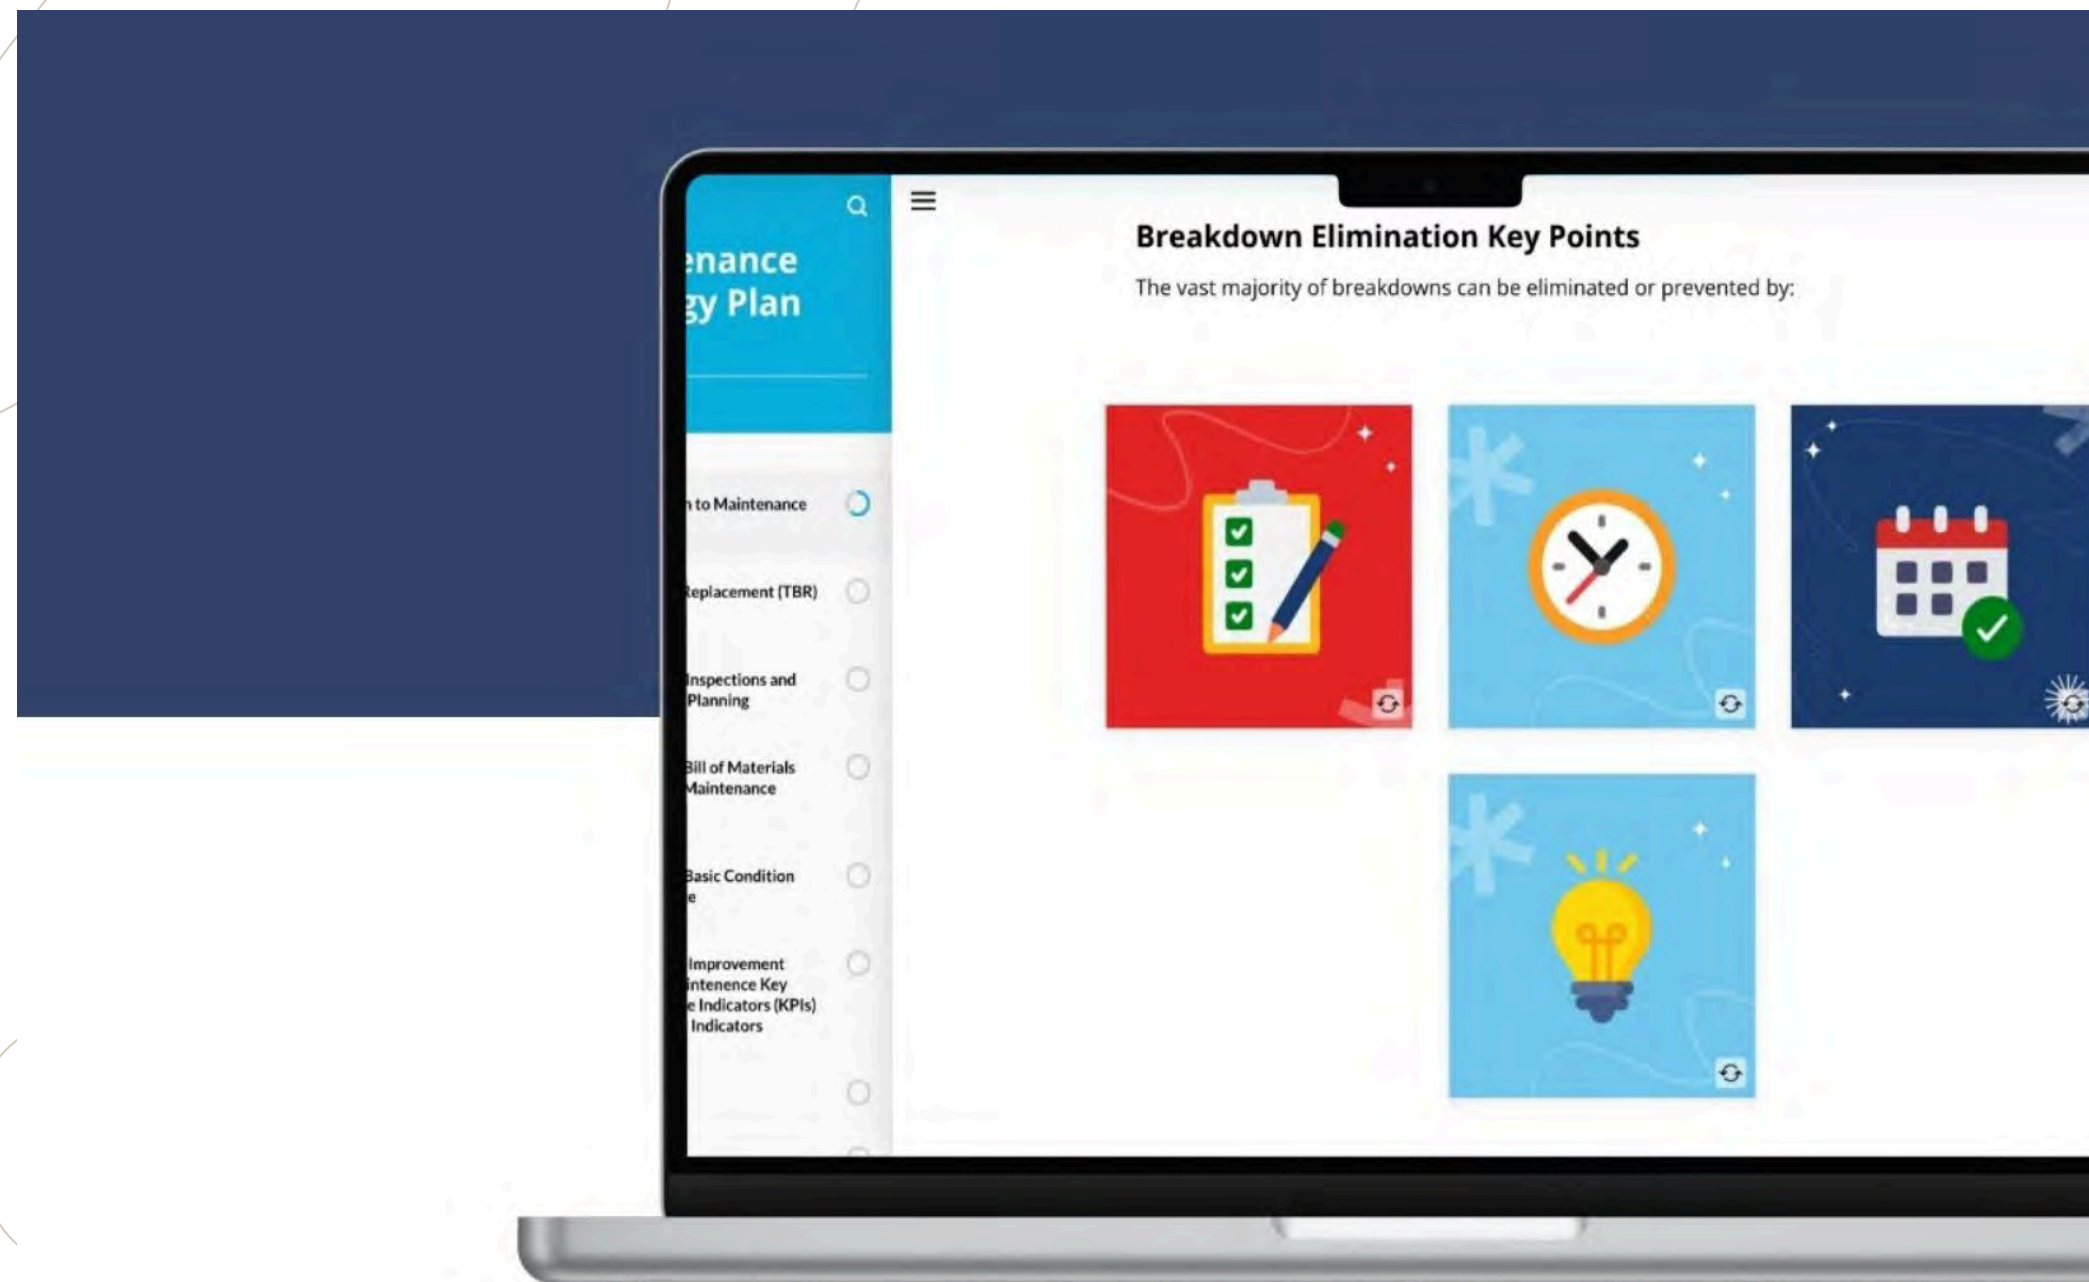 enance
gy Plan
n to Maintenance
Replacement (TBR)
Inspections and
Planning
Bill of Materials
Maintenance
Basic Condition
e
Improvement
intenence Key
e Indicators (KPIs)
Indicators
Breakdown Elimination Key Points
The vast majority of breakdowns can be eliminated or prevented by: